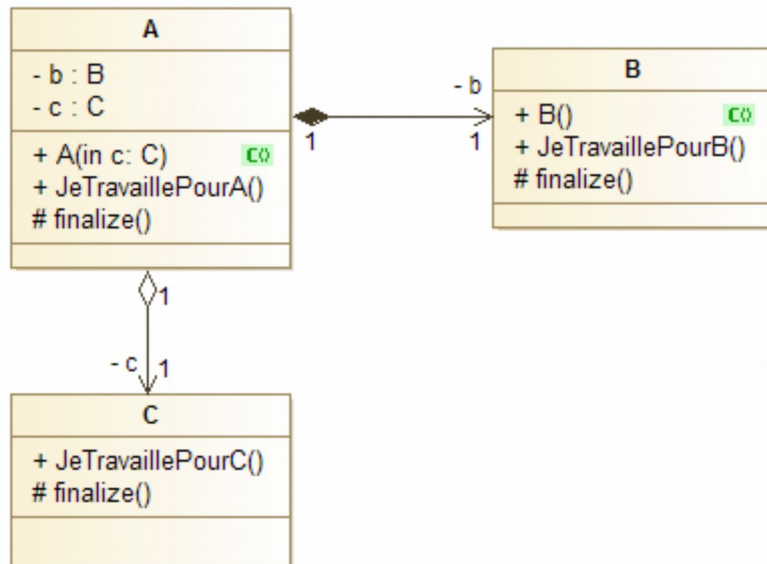 A
- b : B
- c : C
+ A(in c: C) C()
+ JeTravaillePourA()
# finalize()
- b
1
1
B
+ B() C()
+ JeTravaillePourB()
# finalize()
1
- c
1
C
+ JeTravaillePourC()
# finalize()